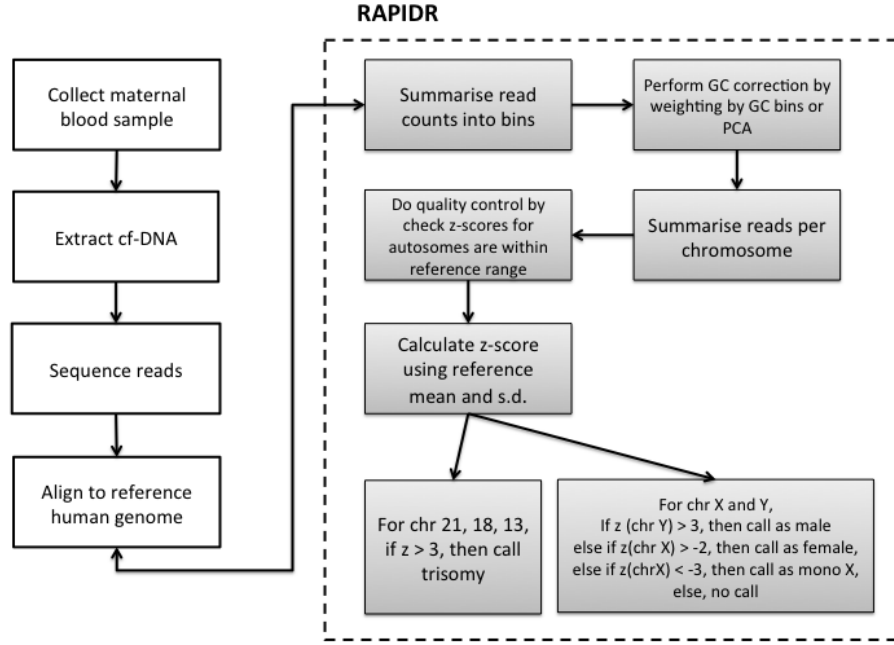 RAPIDR
Collect maternal
blood sample
Extract cf-DNA
Sequence reads
Align to reference
human genome
Summarise read
counts into bins
Perform GC correction by
weighting by GC bins or
PCA
Summarise reads per
chromosome
Do quality control by
check z-scores for
autosomes are within
reference range
Calculate z-score
using reference
mean and s.d.
For chr 21, 18, 13,
if z > 3, then call
trisomy
For chr X and Y,
If z (chr Y) > 3, then call as male
else if z(chr X) > -2, then call as female,
else if z(chrX) < -3, then call as mono X,
else, no call